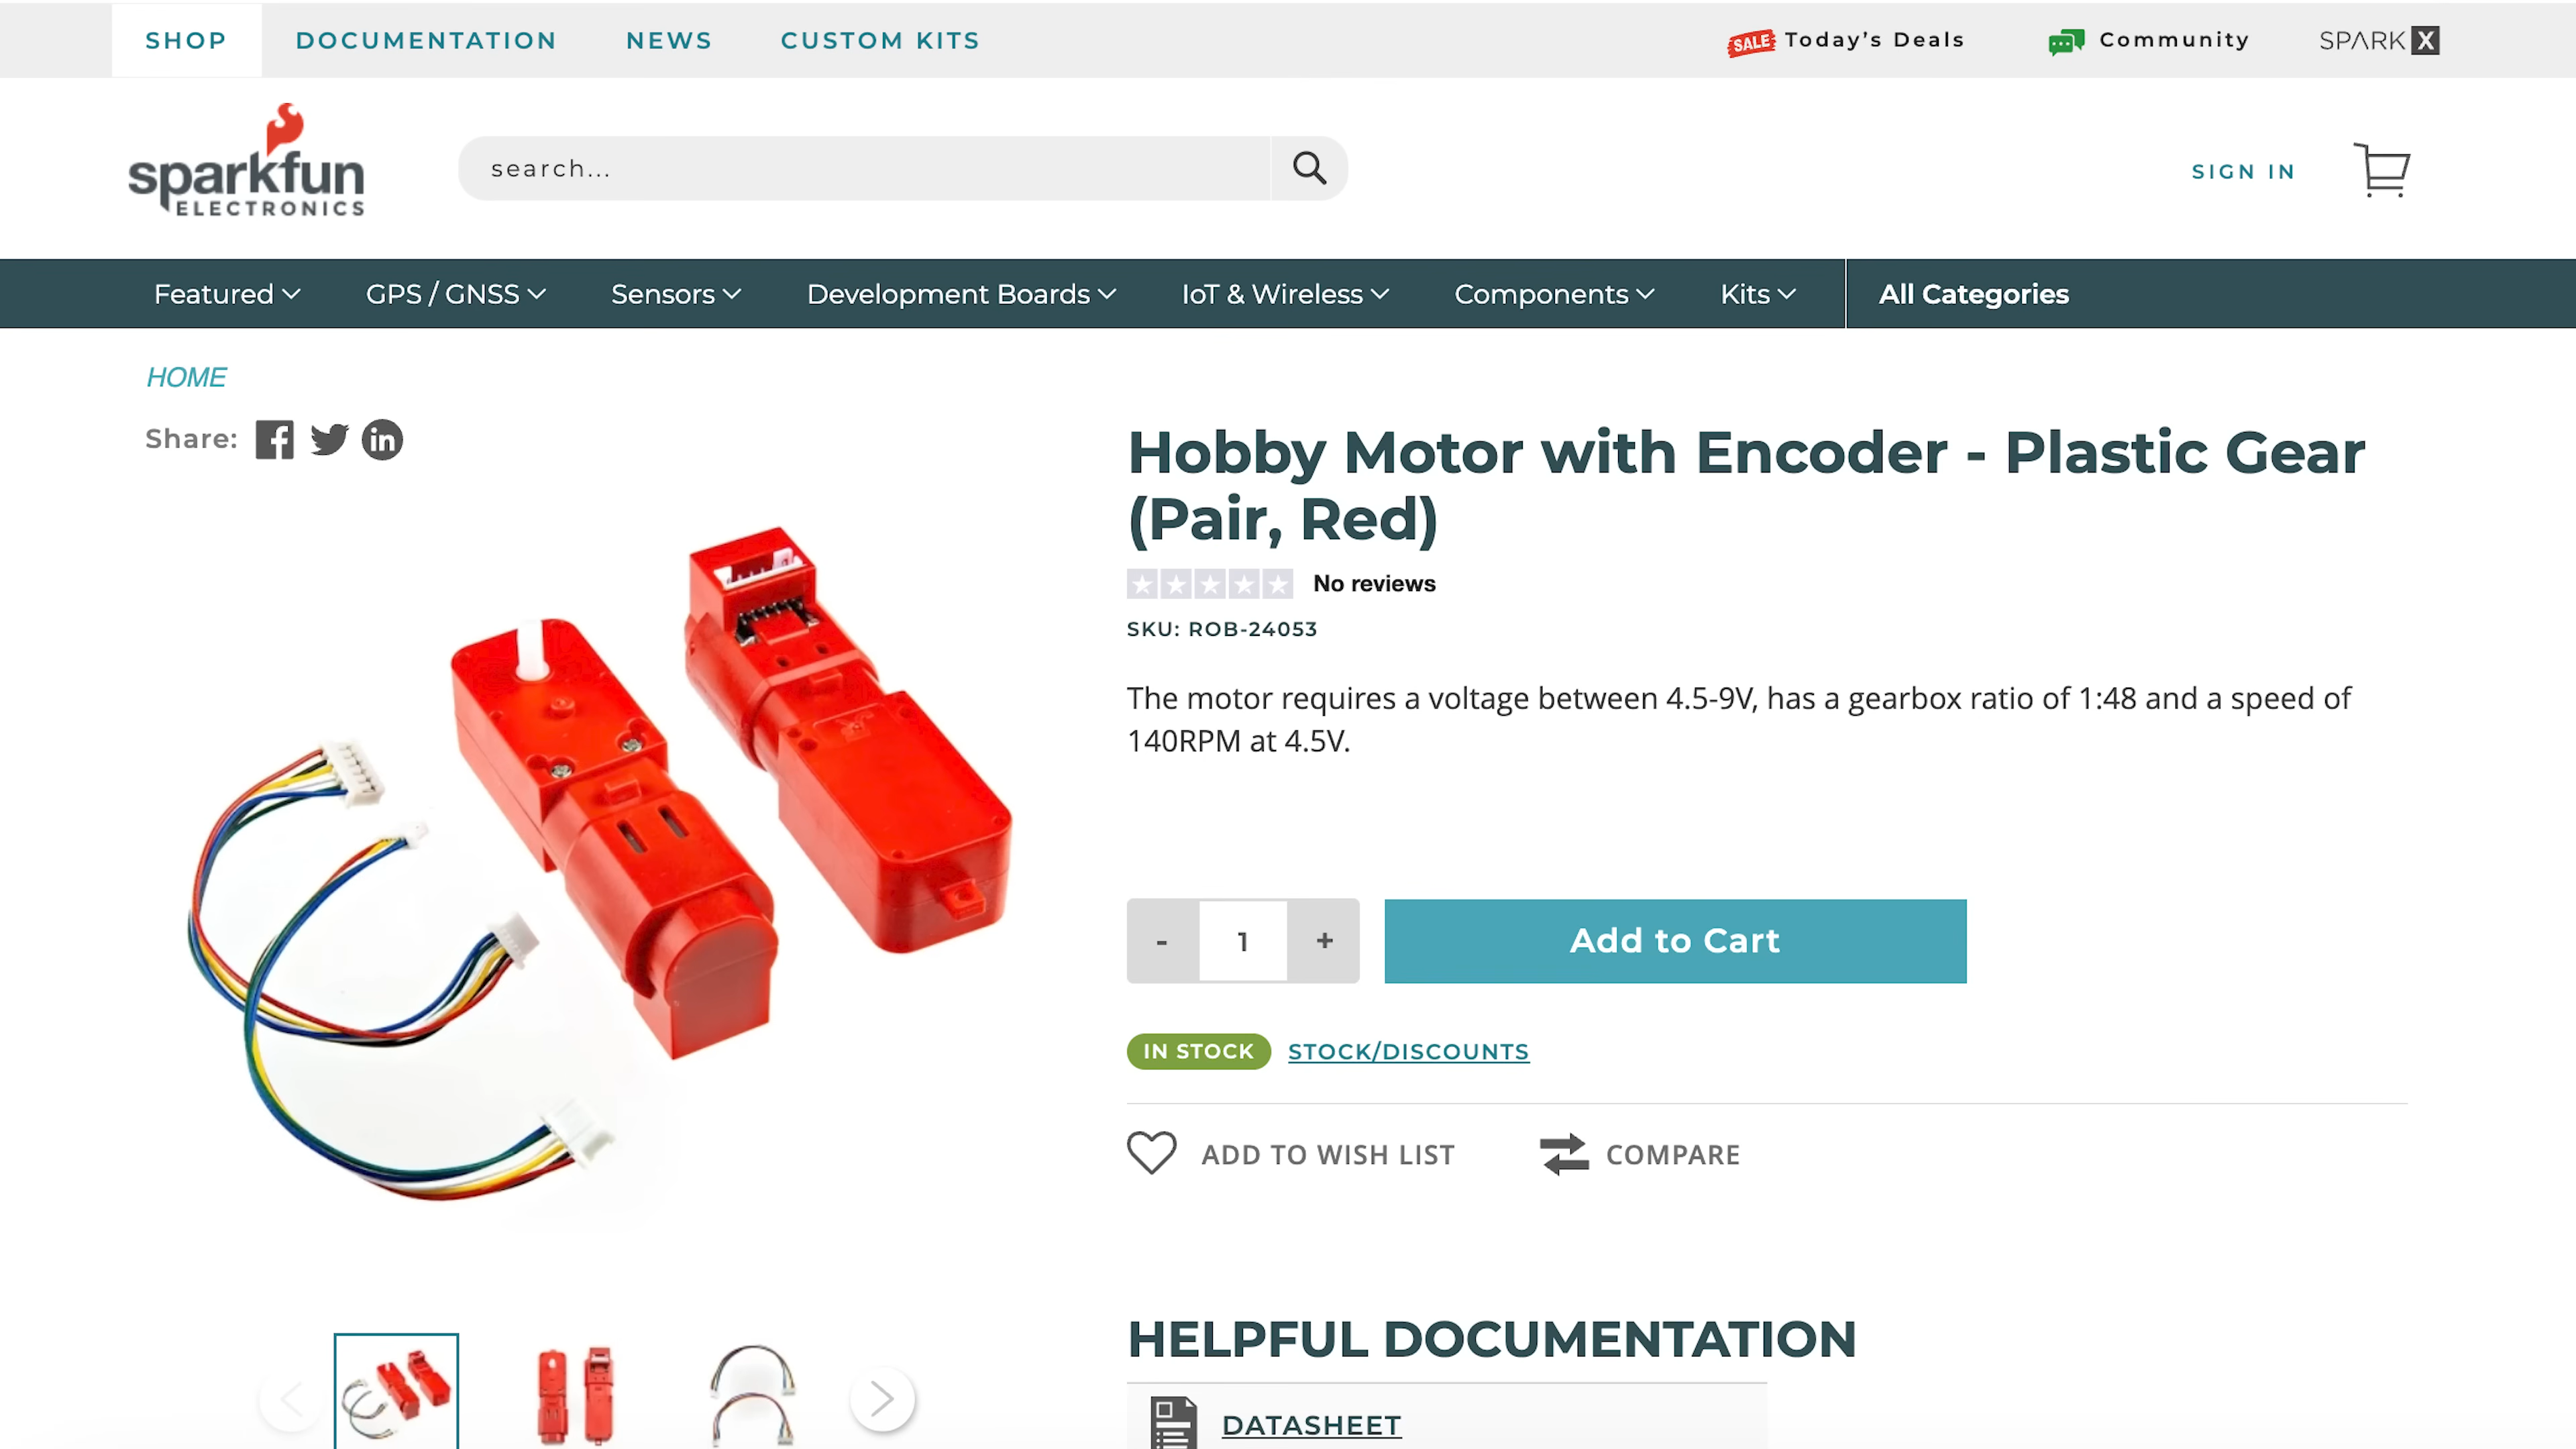 SHOP DOCUMENTATION NEWS CUSTOM KITS SALE Today's Deals Community SPARK X
sparkfun
ELECTRONICS
search...
SIGN IN
Featured GPS / GNSS Sensors Development Boards IoT & Wireless Components Kits All Categories
HOME
Share:
Hobby Motor with Encoder - Plastic Gear
(Pair, Red)
No reviews
SKU: ROB-24053
The motor requires a voltage between 4.5-9V, has a gearbox ratio of 1:48 and a speed of
140RPM at 4.5V.
- 1 + Add to Cart
IN STOCK STOCK/DISCOUNTS
ADD TO WISH LIST COMPARE
HELPFUL DOCUMENTATION
DATASHEET